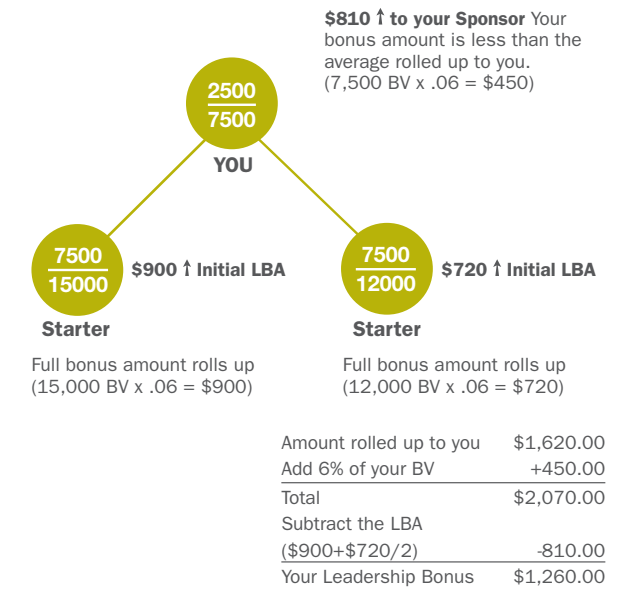 $810 ↑ to your Sponsor Your
bonus amount is less than the
average rolled up to you.
(7,500 BV x .06 = $450)
2500
7500
YOU
7500
15000
$900 ↑ Initial LBA
7500
12000
$720 ↑ Initial LBA
Starter
Starter
Full bonus amount rolls up
(15,000 BV x .06 = $900)
Full bonus amount rolls up
(12,000 BV x .06 = $720)
Amount rolled up to you $1,620.00
Add 6% of your BV +450.00
Total $2,070.00
Subtract the LBA
($900+$720/2) -810.00
Your Leadership Bonus $1,260.00